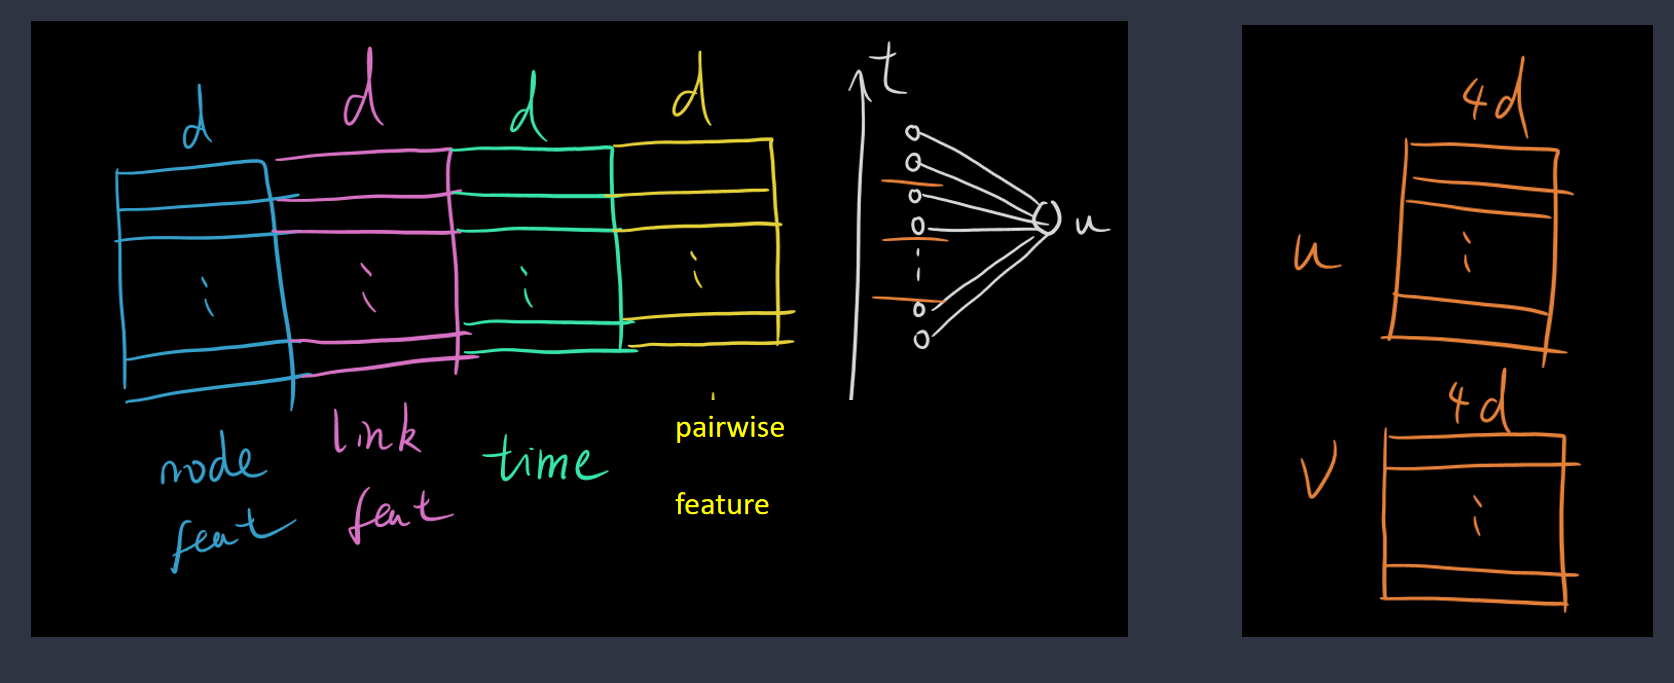 d d d d
node
feat
link
feat
time
pairwise
feature
t
u
4d
u
4d
v